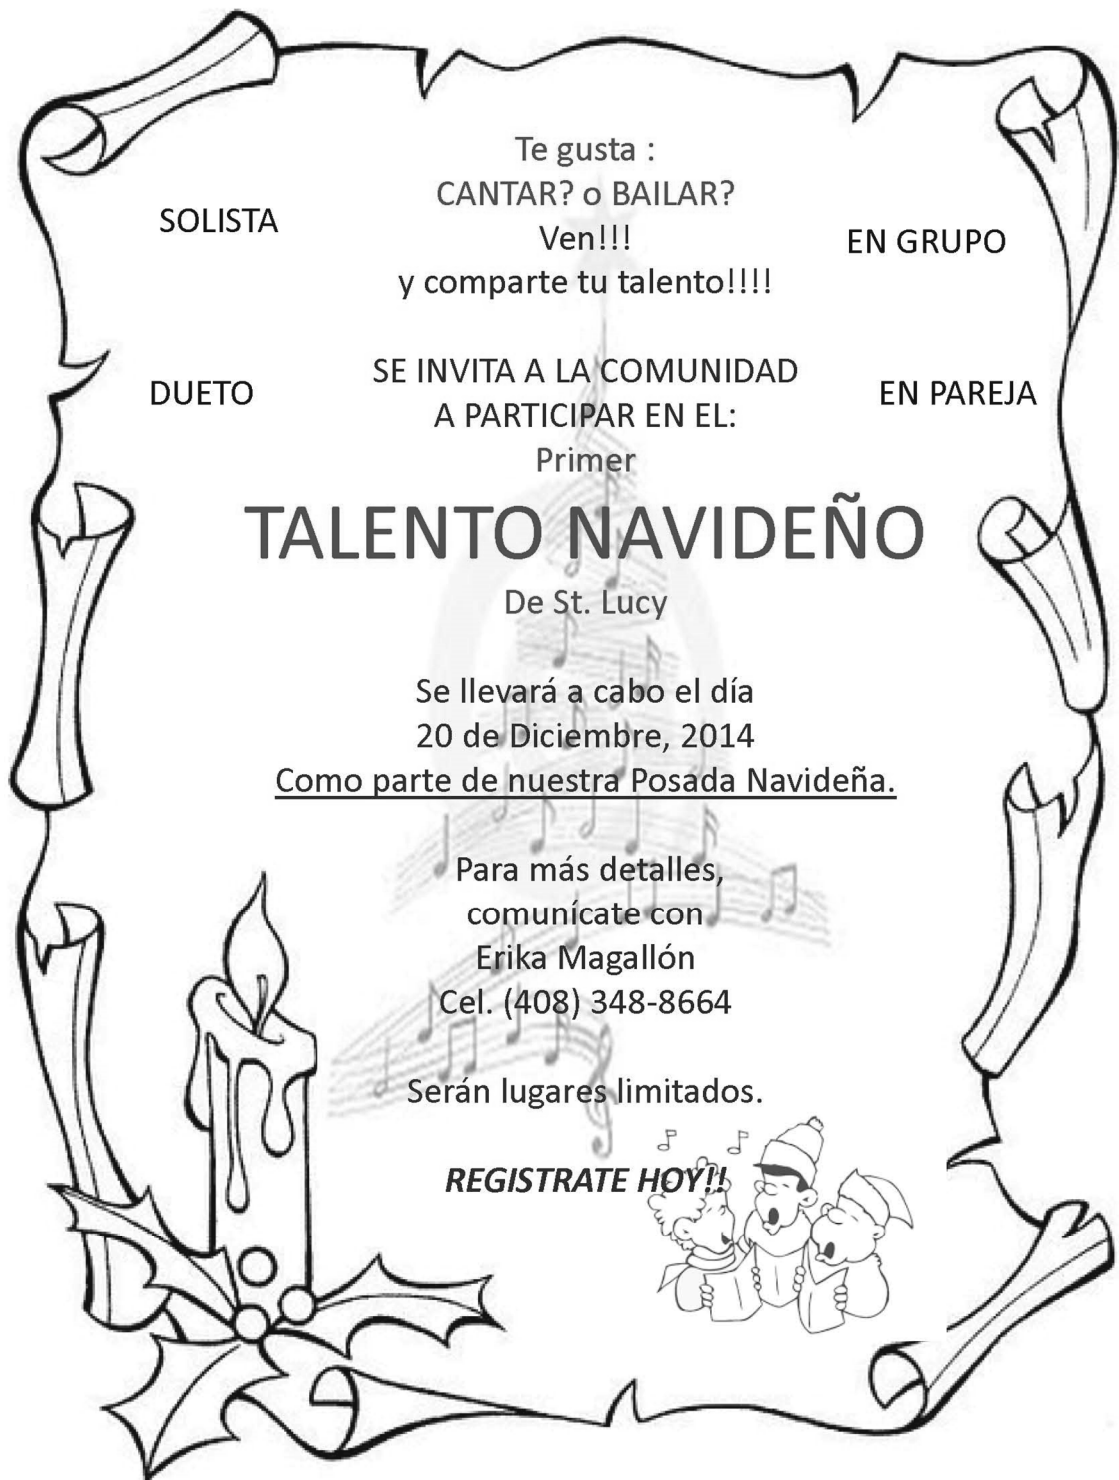 Te gusta :
CANTAR? o BAILAR?
SOLISTA
Ven!!!
EN GRUPO
y comparte tu talento!!!!
SE INVITA A LA COMUNIDAD
DUETO
EN PAREJA
A PARTICIPAR EN EL:
Primer
TALENTO NAVIDEÑO
De St. Lucy
Se llevará a cabo el día
20 de Diciembre, 2014
Como parte de nuestra Posada Navideña.
Para más detalles,
comunícate con
Erika Magallón
Cel. (408) 348-8664
Serán lugares limitados.
REGISTRATE HOY!!